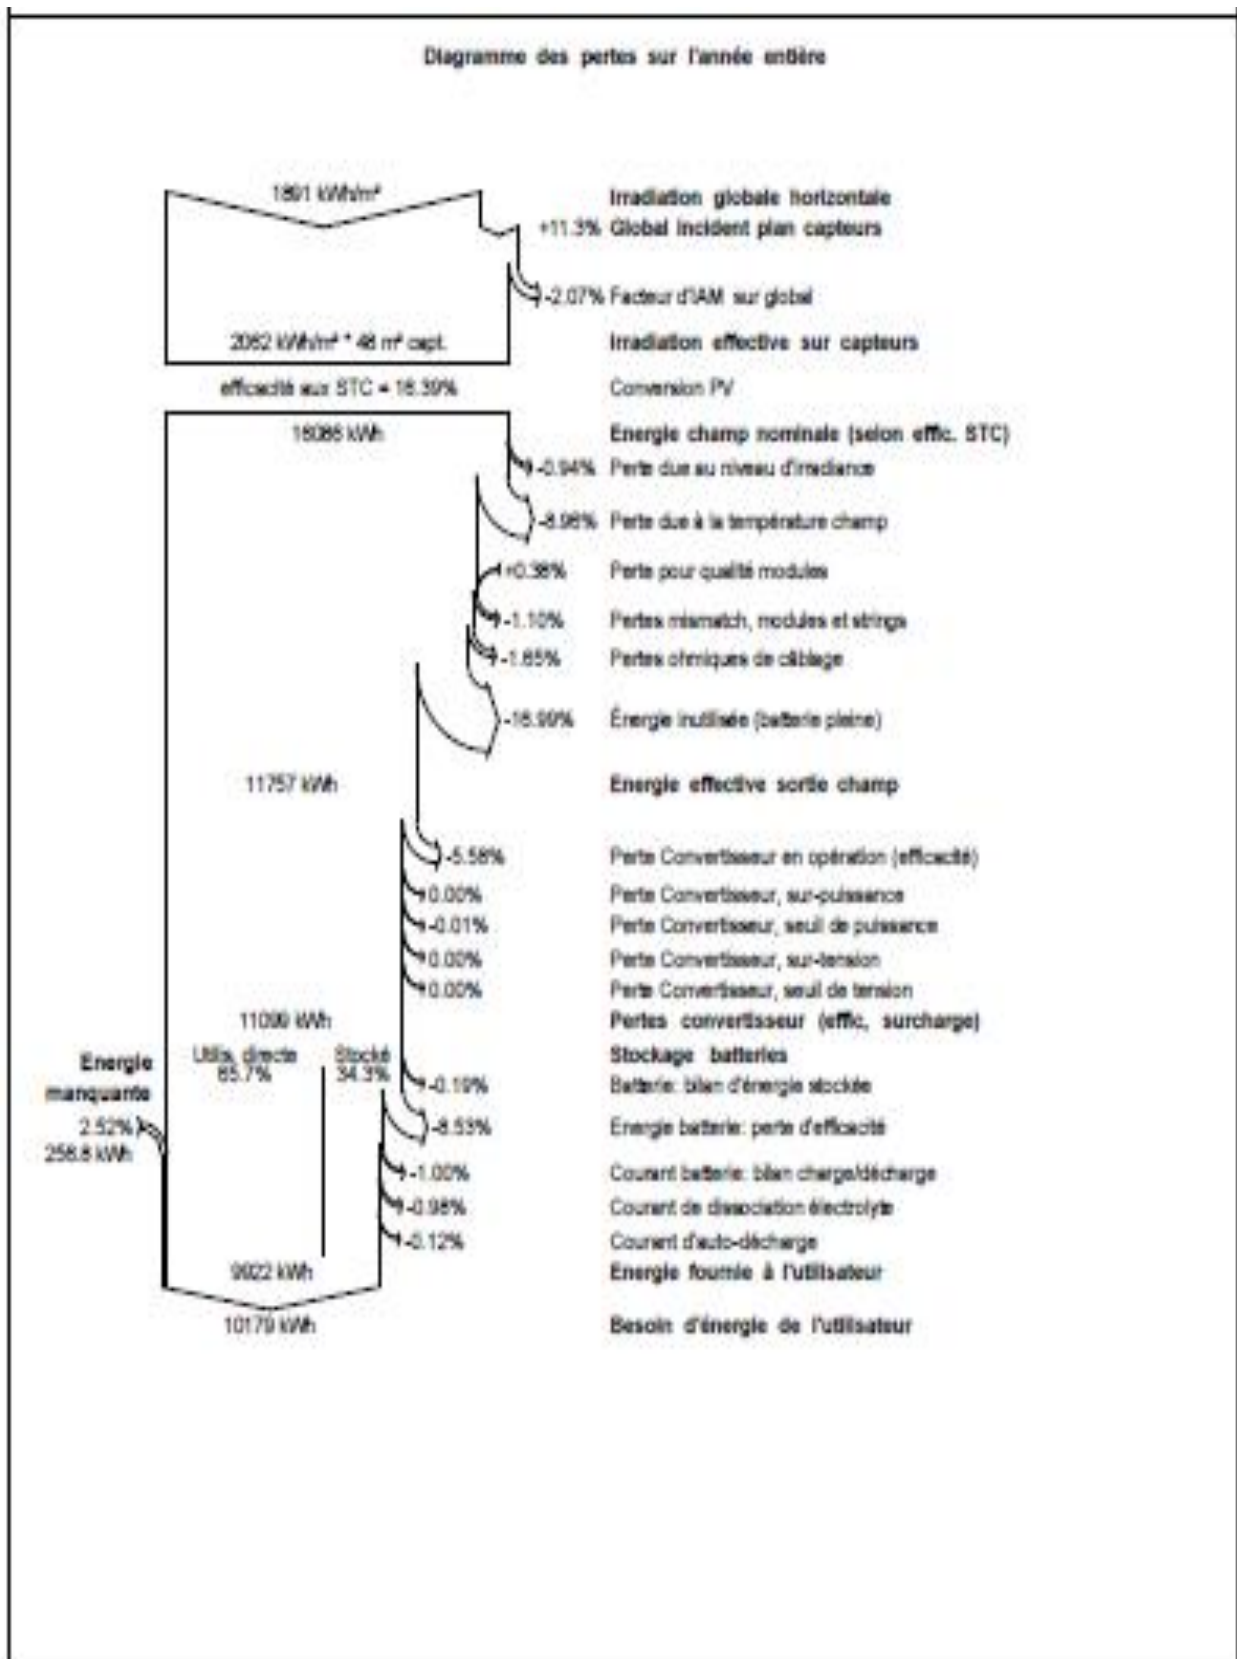 Diagramme des pertes sur l'année entière
1891 kWh/m² Irradiation globale horizontale
+11.3% Global incident plan capteurs
-2.07% Facteur d'IAM sur global
2062 kWh/m² * 48 m² capt. Irradiation effective sur capteurs
efficacité aux STC = 16.39% Conversion PV
16086 kWh Energie champ nominale (selon effic. STC)
-0.94% Perte due au niveau d'irradiance
-8.96% Perte due à la température champ
+0.38% Perte pour qualité modules
-1.10% Pertes mismatch, modules et strings
-1.65% Pertes ohmiques de câblage
-16.99% Énergie inutilisée (batterie pleine)
11757 kWh Energie effective sortie champ
-5.58% Perte Convertisseur en opération (efficacité)
0.00% Perte Convertisseur, sur-puissance
-0.01% Perte Convertisseur, seuil de puissance
0.00% Perte Convertisseur, sur-tension
0.00% Perte Convertisseur, seuil de tension
11099 kWh Pertes convertisseur (effic, surcharge)
Energie manquante
Utilis. directe Stocké Stockage batteries
65.7% 34.3%
-0.19% Batterie: bilan d'énergie stockée
2.52% -8.53% Energie batterie: perte d'efficacité
256.8 kWh
-1.00% Courant batterie: bilan charge/décharge
-0.98% Courant de dissociation électrolyte
-0.12% Courant d'auto-décharge
9922 kWh Energie fournie à l'utilisateur
10179 kWh Besoin d'énergie de l'utilisateur